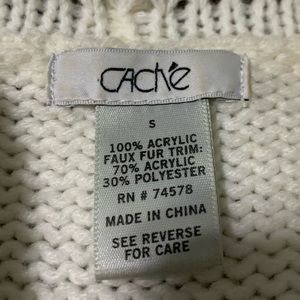 CACHÉ
S
100% ACRYLIC
FAUX FUR TRIM:
70% ACRYLIC
30% POLYESTER
RN # 74578
MADE IN CHINA
SEE REVERSE
FOR CARE